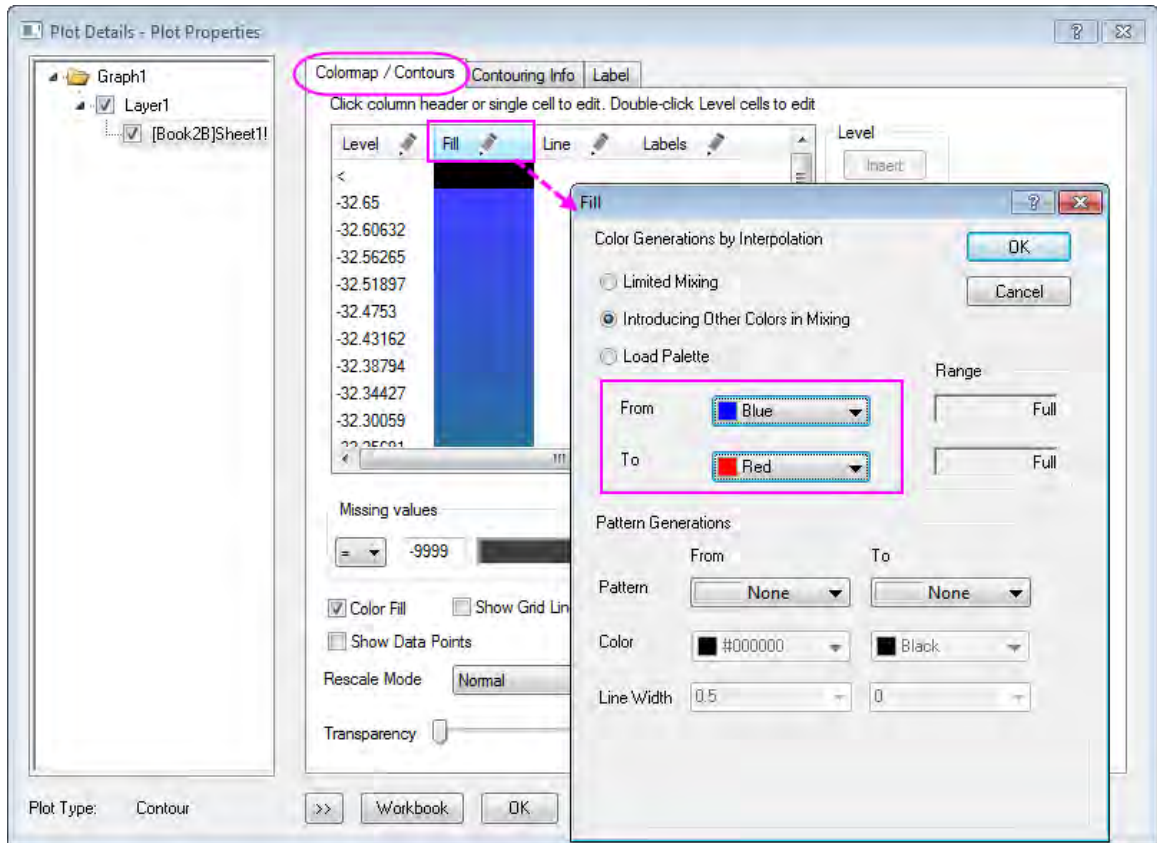 Plot Details - Plot Properties
Graph1
Layer1
[Book2B]Sheet1!
Colormap / Contours Contouring Info Label
Click column header or single cell to edit. Double-click Level cells to edit
Level Fill Line Labels
Level
Insert
<
-32.65
-32.60632
-32.56265
-32.51897
-32.4753
-32.43162
-32.38794
-32.34427
-32.30059
Missing values
= -9999
Color Fill Show Grid Lin
Show Data Points
Rescale Mode Normal
Transparency
Plot Type: Contour
>> Workbook OK
Fill
Color Generations by Interpolation
OK
Limited Mixing
Cancel
Introducing Other Colors in Mixing
Load Palette
Range
From Blue Full
To Red Full
Pattern Generations
From To
Pattern None None
Color #000000 Black
Line Width 0.5 0